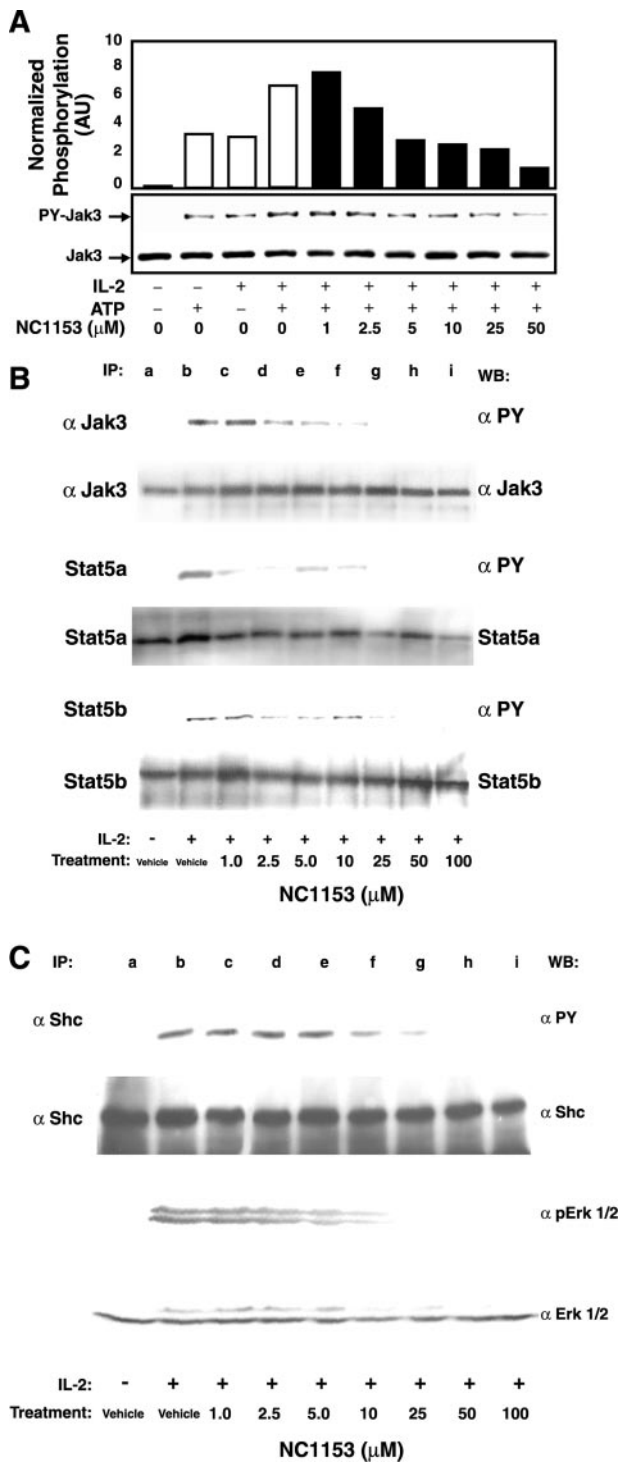 A
Normalized
Phosphorylation
(AU)
10
8
6
4
2
0
PY-Jak3
Jak3
IL-2 – – + + + + + + + +
ATP – + – + + + + + + +
NC1153 (μM) 0 0 0 0 1 2.5 5 10 25 50
B
IP: a b c d e f g h i WB:
α Jak3 α PY
α Jak3 α Jak3
Stat5a α PY
Stat5a Stat5a
Stat5b α PY
Stat5b Stat5b
IL-2: - + + + + + + + +
Treatment: Vehicle Vehicle 1.0 2.5 5.0 10 25 50 100
NC1153 (μM)
C
IP: a b c d e f g h i WB:
α Shc α PY
α Shc α Shc
α pErk 1/2
α Erk 1/2
IL-2: - + + + + + + + +
Treatment: Vehicle Vehicle 1.0 2.5 5.0 10 25 50 100
NC1153 (μM)